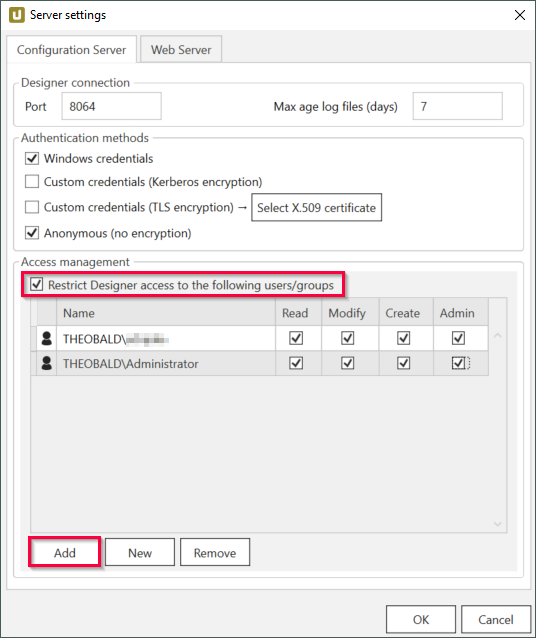 Server settings
Configuration Server Web Server
Designer connection
Port 8064 Max age log files (days) 7
Authentication methods
Windows credentials
Custom credentials (Kerberos encryption)
Custom credentials (TLS encryption) → Select X.509 certificate
Anonymous (no encryption)
Access management
Restrict Designer access to the following users/groups
Name Read Modify Create Admin
THEOBALD\
THEOBALD\Administrator
Add New Remove
OK Cancel